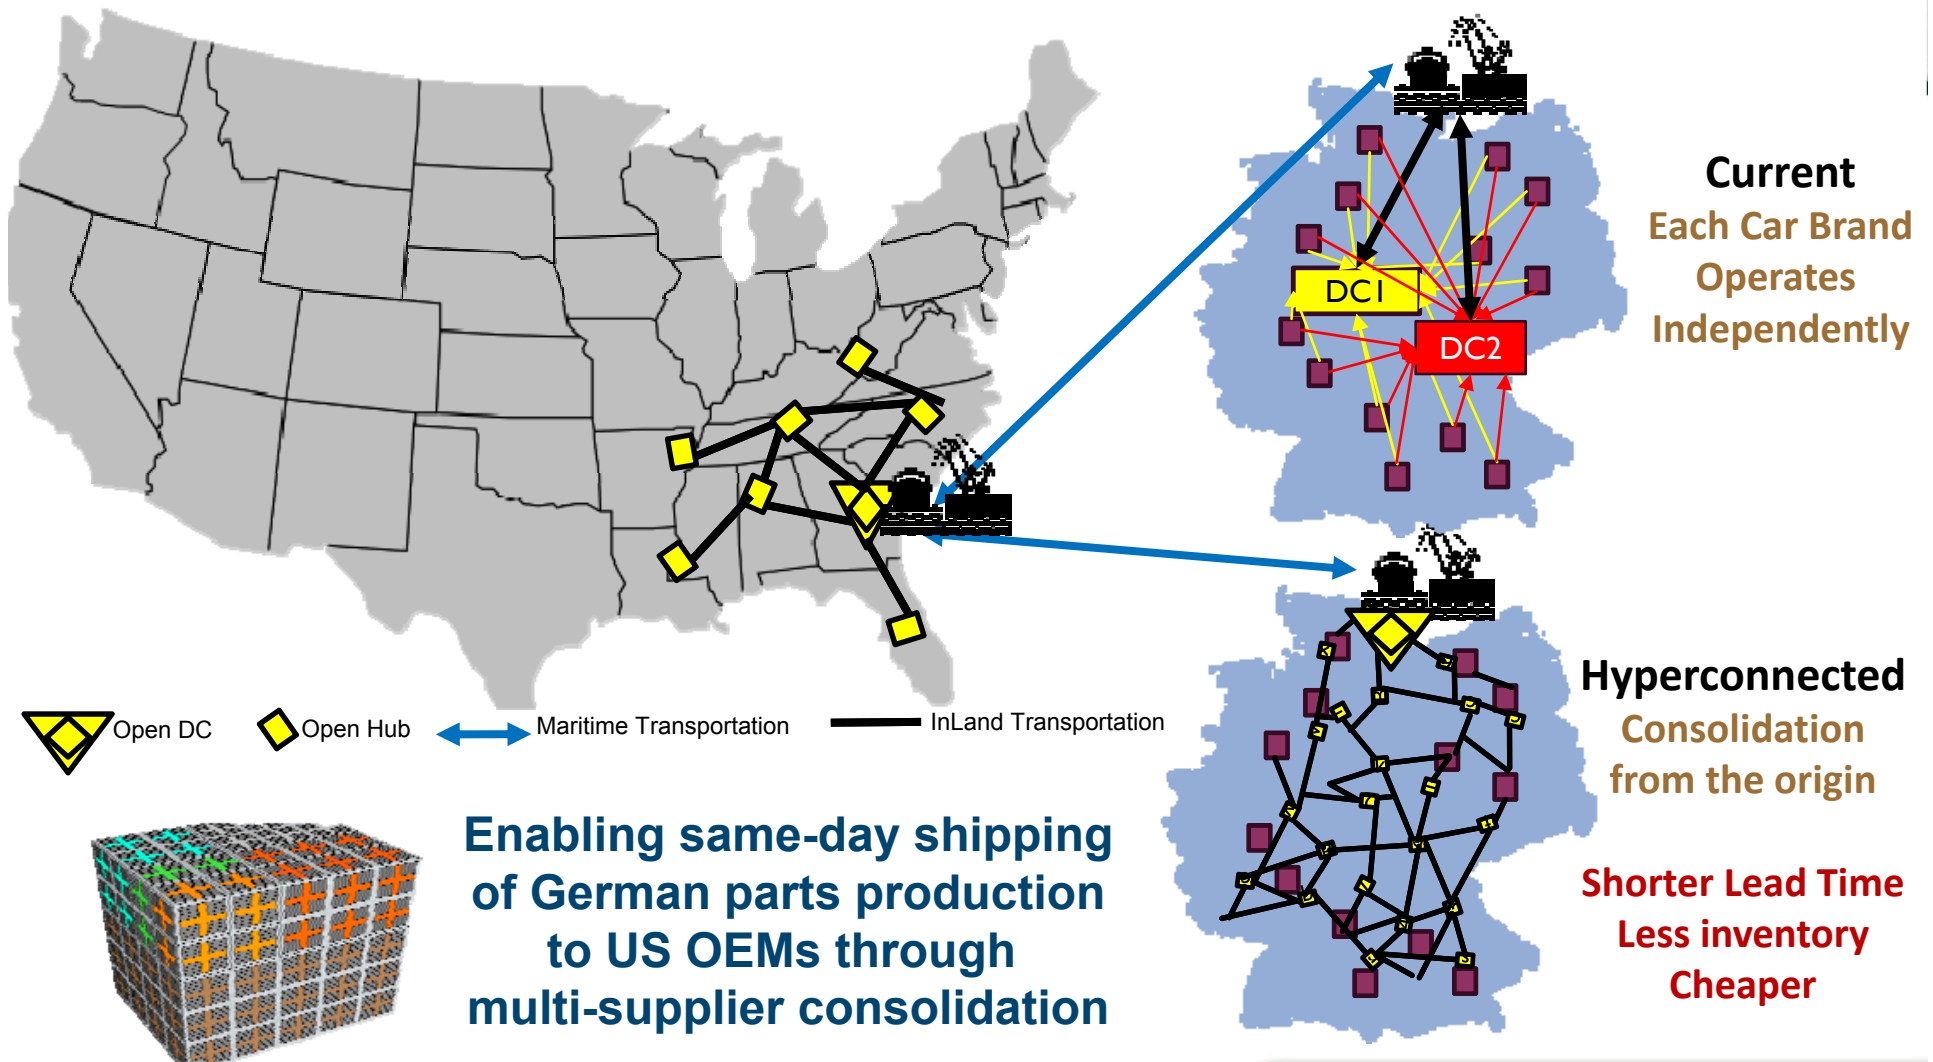 Current
Each Car Brand
Operates
Independently
DC1
DC2
Open DC
Open Hub
Maritime Transportation
InLand Transportation
Hyperconnected
Consolidation
from the origin
Shorter Lead Time
Less inventory
Cheaper
Enabling same-day shipping
of German parts production
to US OEMs through
multi-supplier consolidation